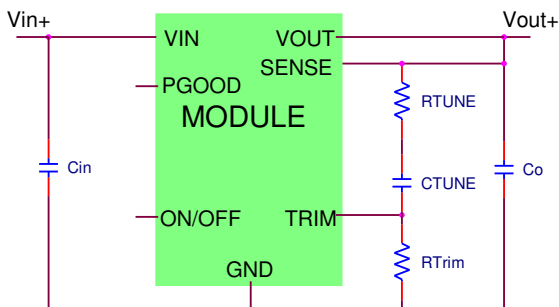 Vin+
Vout+
VIN
VOUT
SENSE
PGOOD
MODULE
RTUNE
Cin
CTUNE
Co
ON/OFF
TRIM
GND
RTrim